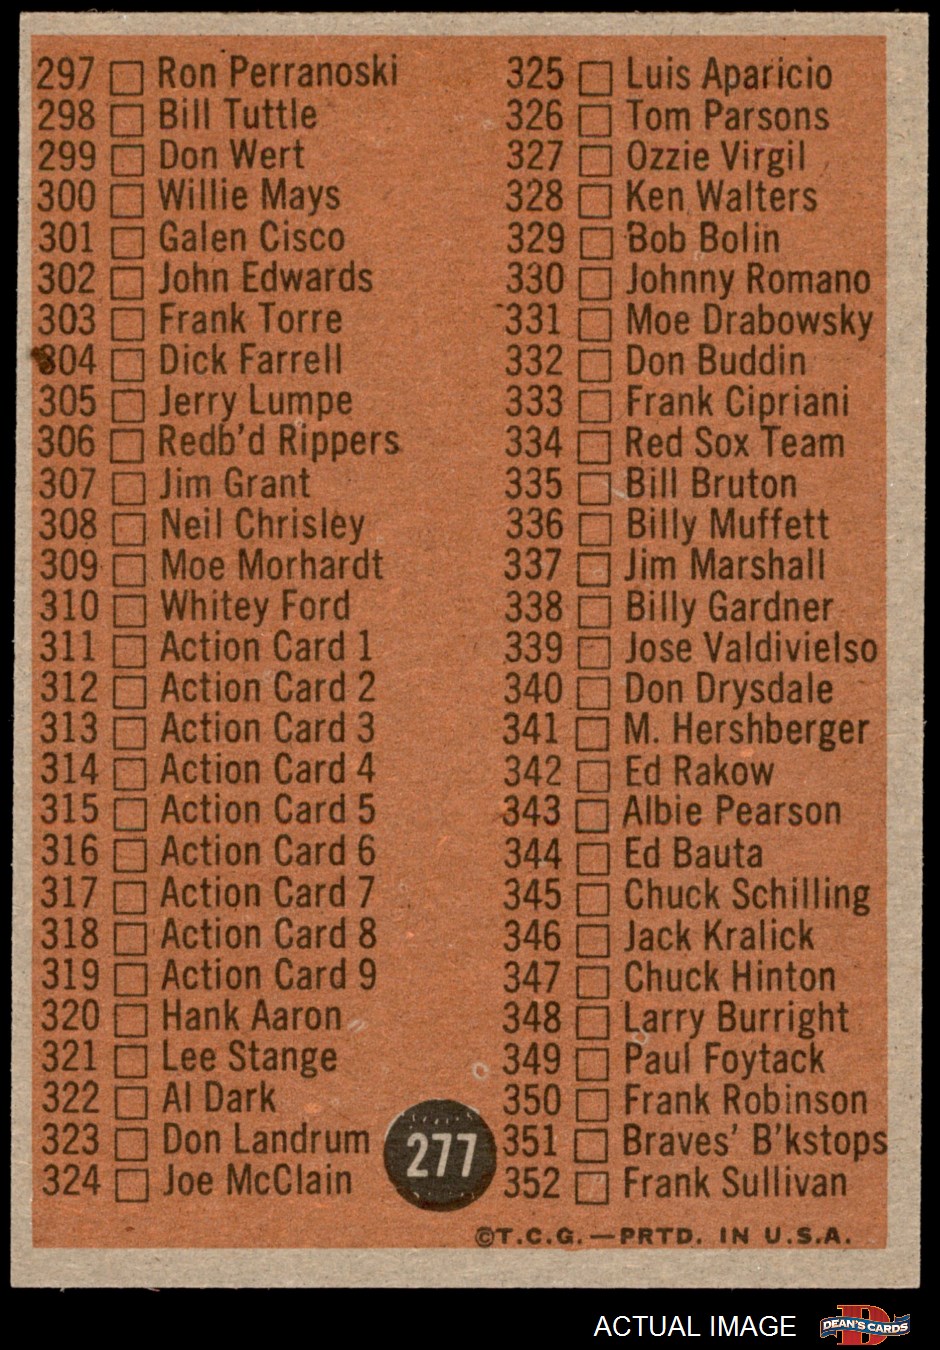 297 Ron Perranoski
298 Bill Tuttle
299 Don Wert
300 Willie Mays
301 Galen Cisco
302 John Edwards
303 Frank Torre
304 Dick Farrell
305 Jerry Lumpe
306 Redb'd Rippers
307 Jim Grant
308 Neil Chrisley
309 Moe Morhardt
310 Whitey Ford
311 Action Card 1
312 Action Card 2
313 Action Card 3
314 Action Card 4
315 Action Card 5
316 Action Card 6
317 Action Card 7
318 Action Card 8
319 Action Card 9
320 Hank Aaron
321 Lee Stange
322 Al Dark
323 Don Landrum
324 Joe McClain
325 Luis Aparicio
326 Tom Parsons
327 Ozzie Virgil
328 Ken Walters
329 Bob Bolin
330 Johnny Romano
331 Moe Drabowsky
332 Don Buddin
333 Frank Cipriani
334 Red Sox Team
335 Bill Bruton
336 Billy Muffett
337 Jim Marshall
338 Billy Gardner
339 Jose Valdivielso
340 Don Drysdale
341 M. Hershberger
342 Ed Rakow
343 Albie Pearson
344 Ed Bauta
345 Chuck Schilling
346 Jack Kralick
347 Chuck Hinton
348 Larry Burright
349 Paul Foytack
350 Frank Robinson
351 Braves' B'kstops
352 Frank Sullivan
277
©T.C.G.—PRTD. IN U.S.A.
ACTUAL IMAGE
DEAN'S CARDS